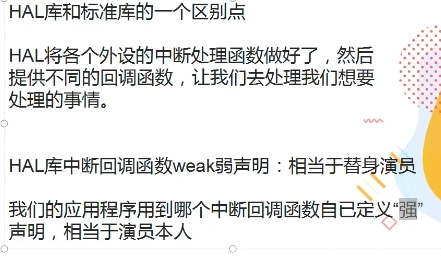 HAL库和标准库的一个区别点
HAL将各个外设的中断处理函数做好了，然后
提供不同的回调函数，让我们去处理我们想要
处理的事情。
HAL库中断回调函数weak弱声明：相当于替身演员
我们的应用程序用到哪个中断回调函数自已定义“强”
声明，相当于演员本人